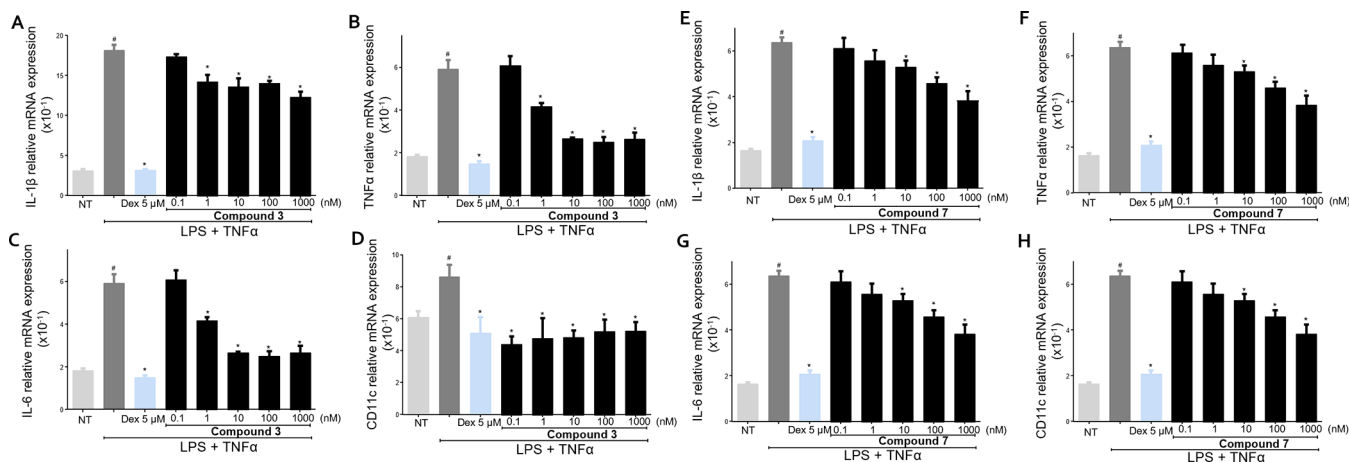 A
IL-1β relative mRNA expression
(x10-1)
20
15
10
5
0
#
*
*
*
*
*
NT
Dex 5 µM
0.1
1
10
100
1000
(nM)
Compound 3
LPS + TNFα
B
TNFα relative mRNA expression
(x10-1)
6
4
2
0
#
*
*
*
*
*
NT
Dex 5 µM
0.1
1
10
100
1000
(nM)
Compound 3
LPS + TNFα
E
IL-1β relative mRNA expression
(x10-1)
6
4
2
0
#
*
*
*
*
NT
Dex 5 µM
0.1
1
10
100
1000
(nM)
Compound 7
LPS + TNFα
F
TNFα relative mRNA expression
(x10-1)
6
4
2
0
#
*
*
*
*
NT
Dex 5 µM
0.1
1
10
100
1000
(nM)
Compound 7
LPS + TNFα
C
IL-6 relative mRNA expression
(x10-1)
6
4
2
0
#
*
*
*
*
*
NT
Dex 5 µM
0.1
1
10
100
1000
(nM)
Compound 3
LPS + TNFα
D
CD11c relative mRNA expression
(x10-1)
10
8
6
4
2
0
#
*
*
*
*
*
*
NT
Dex 5 µM
0.1
1
10
100
1000
(nM)
Compound 3
LPS + TNFα
G
IL-6 relative mRNA expression
(x10-1)
6
4
2
0
#
*
*
*
*
NT
Dex 5 µM
0.1
1
10
100
1000
(nM)
Compound 7
LPS + TNFα
H
CD11c relative mRNA expression
(x10-1)
6
4
2
0
#
*
*
*
*
NT
Dex 5 µM
0.1
1
10
100
1000
(nM)
Compound 7
LPS + TNFα